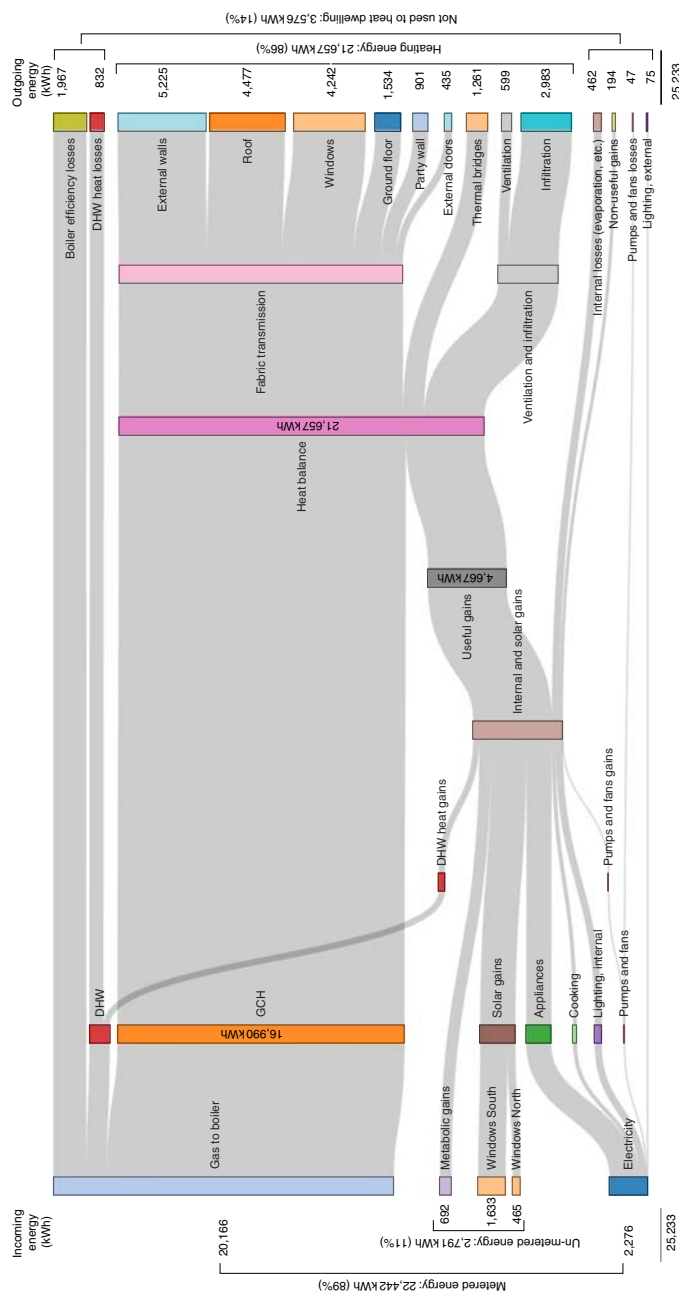 Incoming
energy
(kWh)
Metered energy: 22,442 kWh (89%)
20,166
2,276
25,233
Un-metered energy: 2,791 kWh (11%)
692
1,633
465
Gas to boiler
Metabolic gains
Windows South
Windows North
Electricity
DHW
GCH
16,990 kWh
Solar gains
Appliances
Cooking
Lighting, internal
Pumps and fans
DHW heat gains
Pumps and fans gains
Internal and solar gains
Useful gains
4,667 kWh
Heat balance
21,657 kWh
Fabric transmission
Ventilation and infiltration
Boiler efficiency losses
DHW heat losses
External walls
Roof
Windows
Ground floor
Party wall
External doors
Thermal bridges
Ventilation
Infiltration
Internal losses (evaporation, etc.)
Non-useful gains
Pumps and fans losses
Lighting, external
Outgoing
energy
(kWh)
1,967
832
5,225
4,477
4,242
1,534
901
435
1,261
599
2,983
462
194
47
75
25,233
Heating energy: 21,657 kWh (86%)
Not used to heat dwelling: 3,576 kWh (14%)